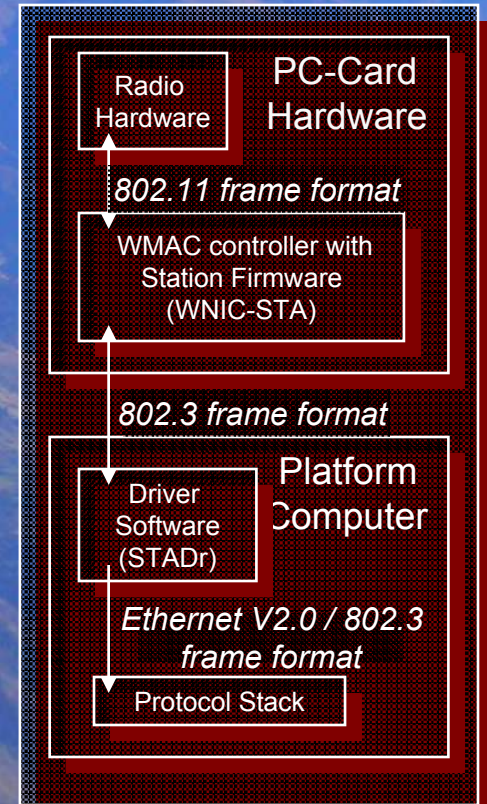 PC-Card
Hardware
Radio
Hardware
802.11 frame format
WMAC controller with
Station Firmware
(WNIC-STA)
802.3 frame format
Platform
Computer
Driver
Software
(STADr)
Ethernet V2.0 / 802.3
frame format
Protocol Stack